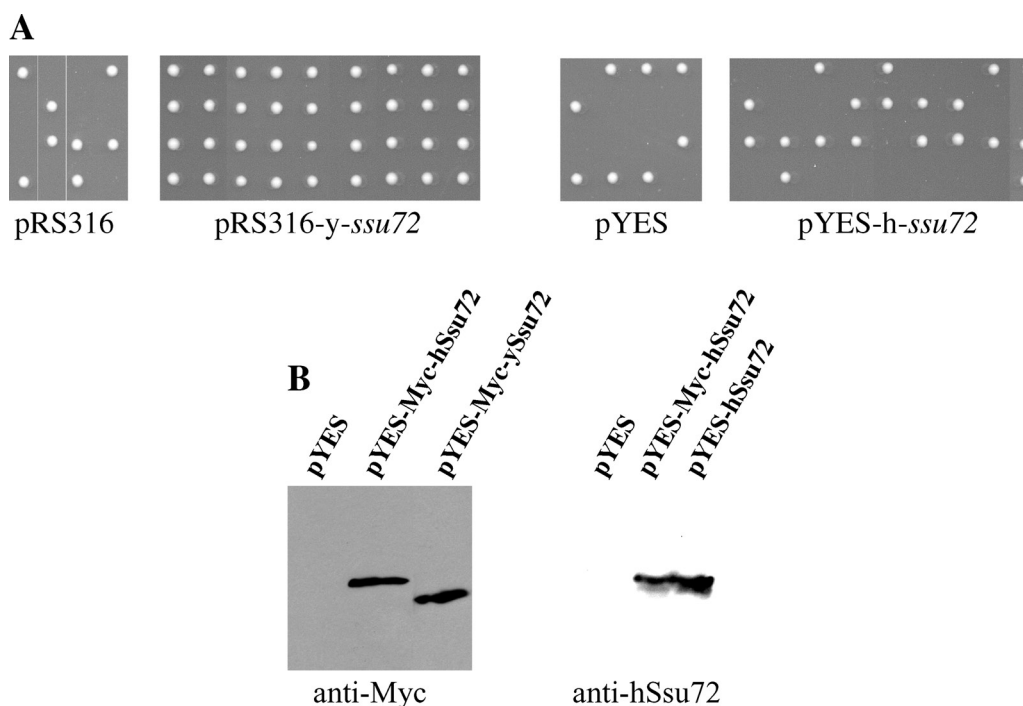 A
pRS316
pRS316-y-ssu72
pYES
pYES-h-ssu72
B
pYES
pYES-Myc-hSsu72
pYES-Myc-ySsu72
pYES
pYES-Myc-hSsu72
pYES-hSsu72
anti-Myc
anti-hSsu72